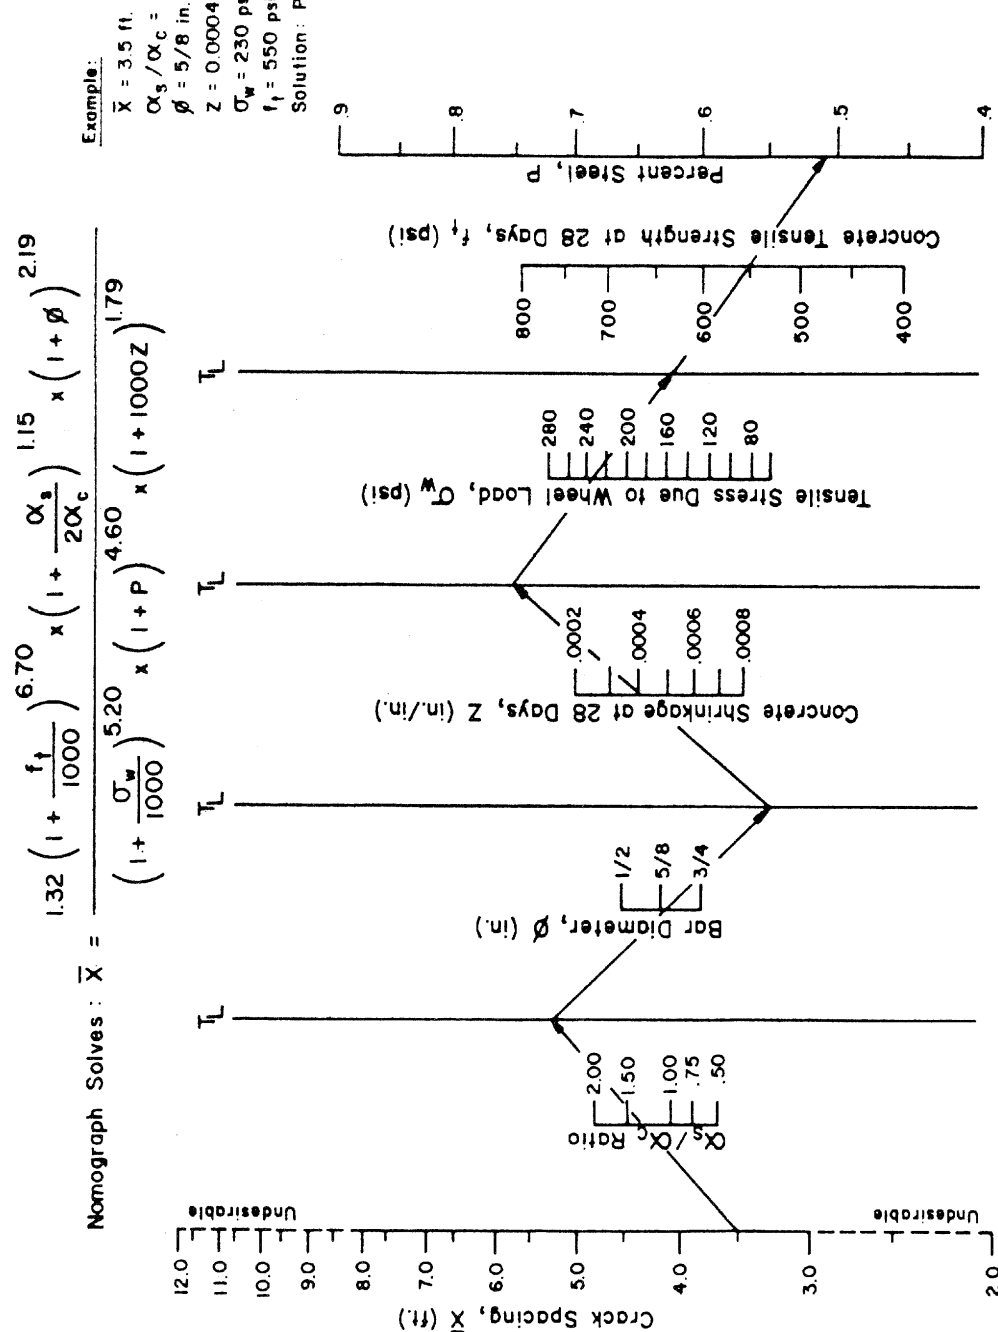 Nomograph Solves : X̄ = 1.32 (1 + f_t/1000)^6.70 x (1 + α_s/2α_c)^1.15 x (1 + ø)^2.19
(1 + σ_w/1000)^5.20 x (1 + P)^4.60 x (1 + 1000Z)^1.79
Example:
X̄ = 3.5 ft.
α_s / α_c =
ø = 5/8 in.
Z = 0.0004
σ_w = 230 ps
f_t = 550 psi
Solution: P
Crack Spacing, X̄ (ft.)
12.0
11.0
10.0
9.0
8.0
7.0
6.0
5.0
4.0
3.0
2.0
Undesirable
Undesirable
α_s/α_c Ratio
2.00
1.50
1.00
.75
.50
TL
Bar Diameter, Ø (in.)
1/2
5/8
3/4
TL
Concrete Shrinkage at 28 Days, Z (in./in.)
.0002
.0004
.0006
.0008
TL
Tensile Stress Due to Wheel Load, σ_w (psi)
280
240
200
160
120
80
TL
Concrete Tensile Strength at 28 Days, f_t (psi)
800
700
600
500
400
Percent Steel, P
.9
.8
.7
.6
.5
.4